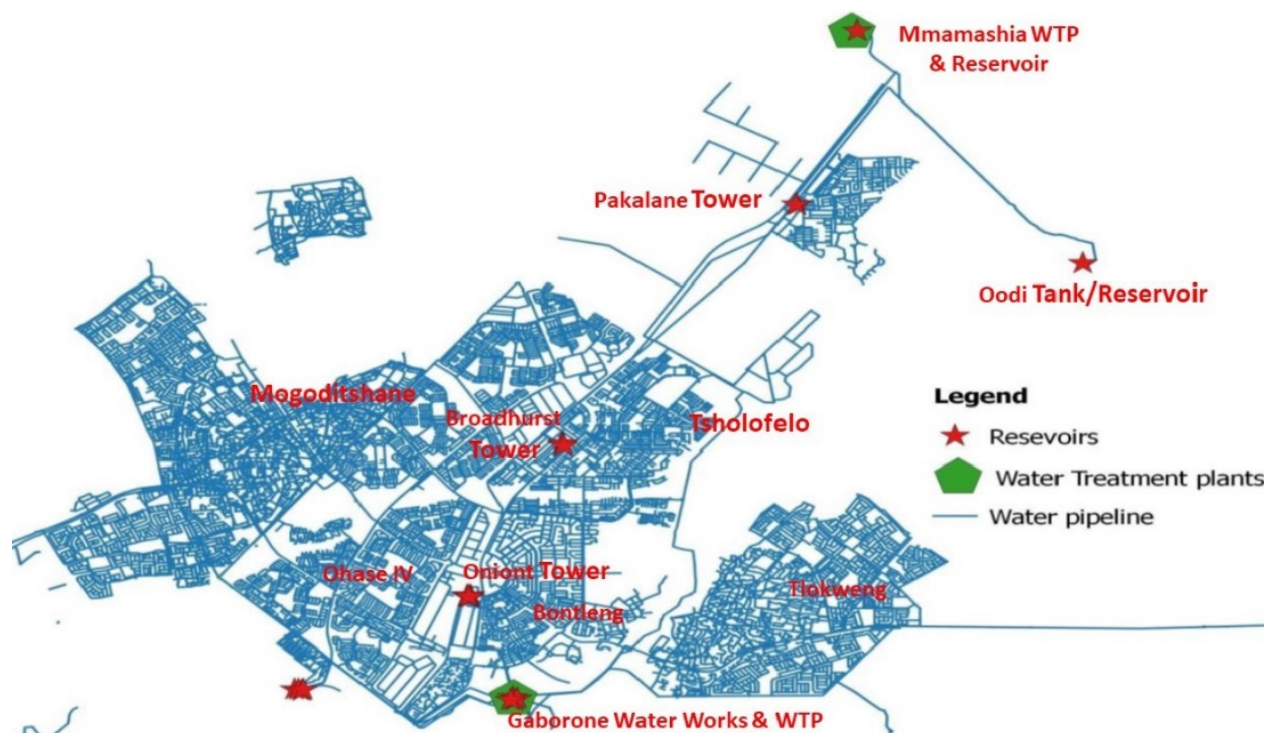 Mmamashia WTP
& Reservoir
Pakalane Tower
Oodi Tank/Reservoir
Mogoditshane
Broadhurst
Tower
Tsholofelo
Legend
Resevoirs
Water Treatment plants
Water pipeline
Ohase IV
Oniont Tower
Bontleng
Tlokweng
Gaborone Water Works & WTP